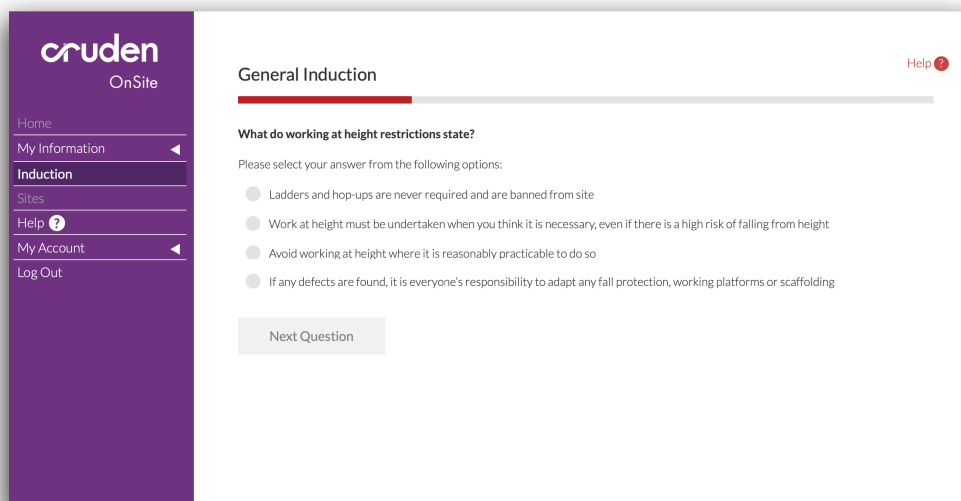 cruden
OnSite
Home
My Information
Induction
Sites
Help ?
My Account
Log Out
Help ?
General Induction
What do working at height restrictions state?
Please select your answer from the following options:
Ladders and hop-ups are never required and are banned from site
Work at height must be undertaken when you think it is necessary, even if there is a high risk of falling from height
Avoid working at height where it is reasonably practicable to do so
If any defects are found, it is everyone's responsibility to adapt any fall protection, working platforms or scaffolding
Next Question